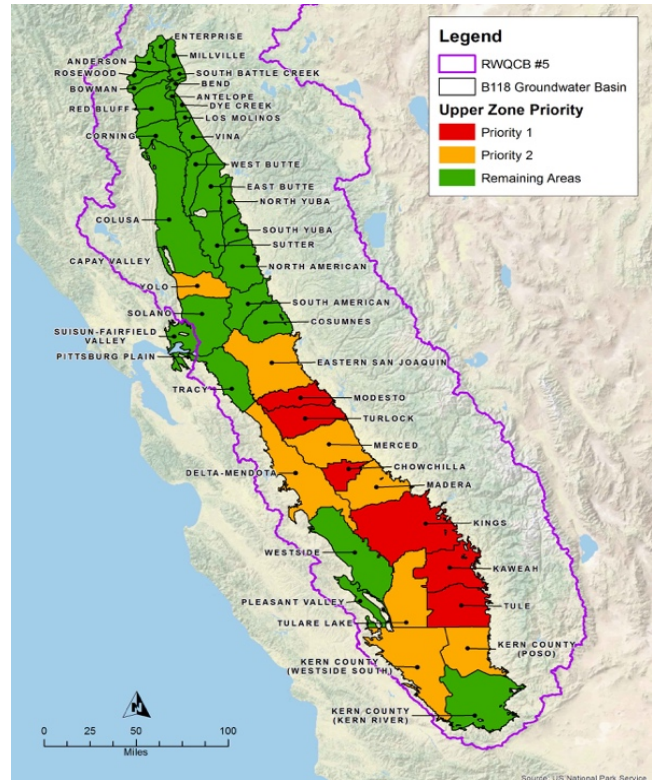 Legend
RWQCB #5
B118 Groundwater Basin
Upper Zone Priority
Priority 1
Priority 2
Remaining Areas
ENTERPRISE
MILLVILLE
ANDERSON
ROSEWOOD
SOUTH BATTLE CREEK
BEND
BOWMAN
ANTELOPE
RED BLUFF
DYE CREEK
LOS MOLINOS
CORNING
VINA
WEST BUTTE
EAST BUTTE
NORTH YUBA
COLUSA
SOUTH YUBA
SUTTER
CAPAY VALLEY
NORTH AMERICAN
YOLO
SOUTH AMERICAN
SOLANO
COSUMNES
SUISUN-FAIRFIELD
VALLEY
PITTSBURG PLAIN
EASTERN SAN JOAQUIN
TRACY
MODESTO
TURLOCK
MERCED
DELTA-MENDOTA
CHOWCHILLA
MADERA
KINGS
WESTSIDE
KAWEAH
PLEASANT VALLEY
TULE
TULARE LAKE
KERN COUNTY
(POSO)
KERN COUNTY
(WESTSIDE SOUTH)
KERN COUNTY
(KERN RIVER)
N
0 25 50 100
Miles
Source: US National Park Service